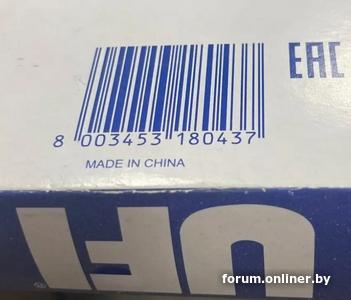 EAC
8 003453 180437
MADE IN CHINA
UFI
®
forum.onliner.by